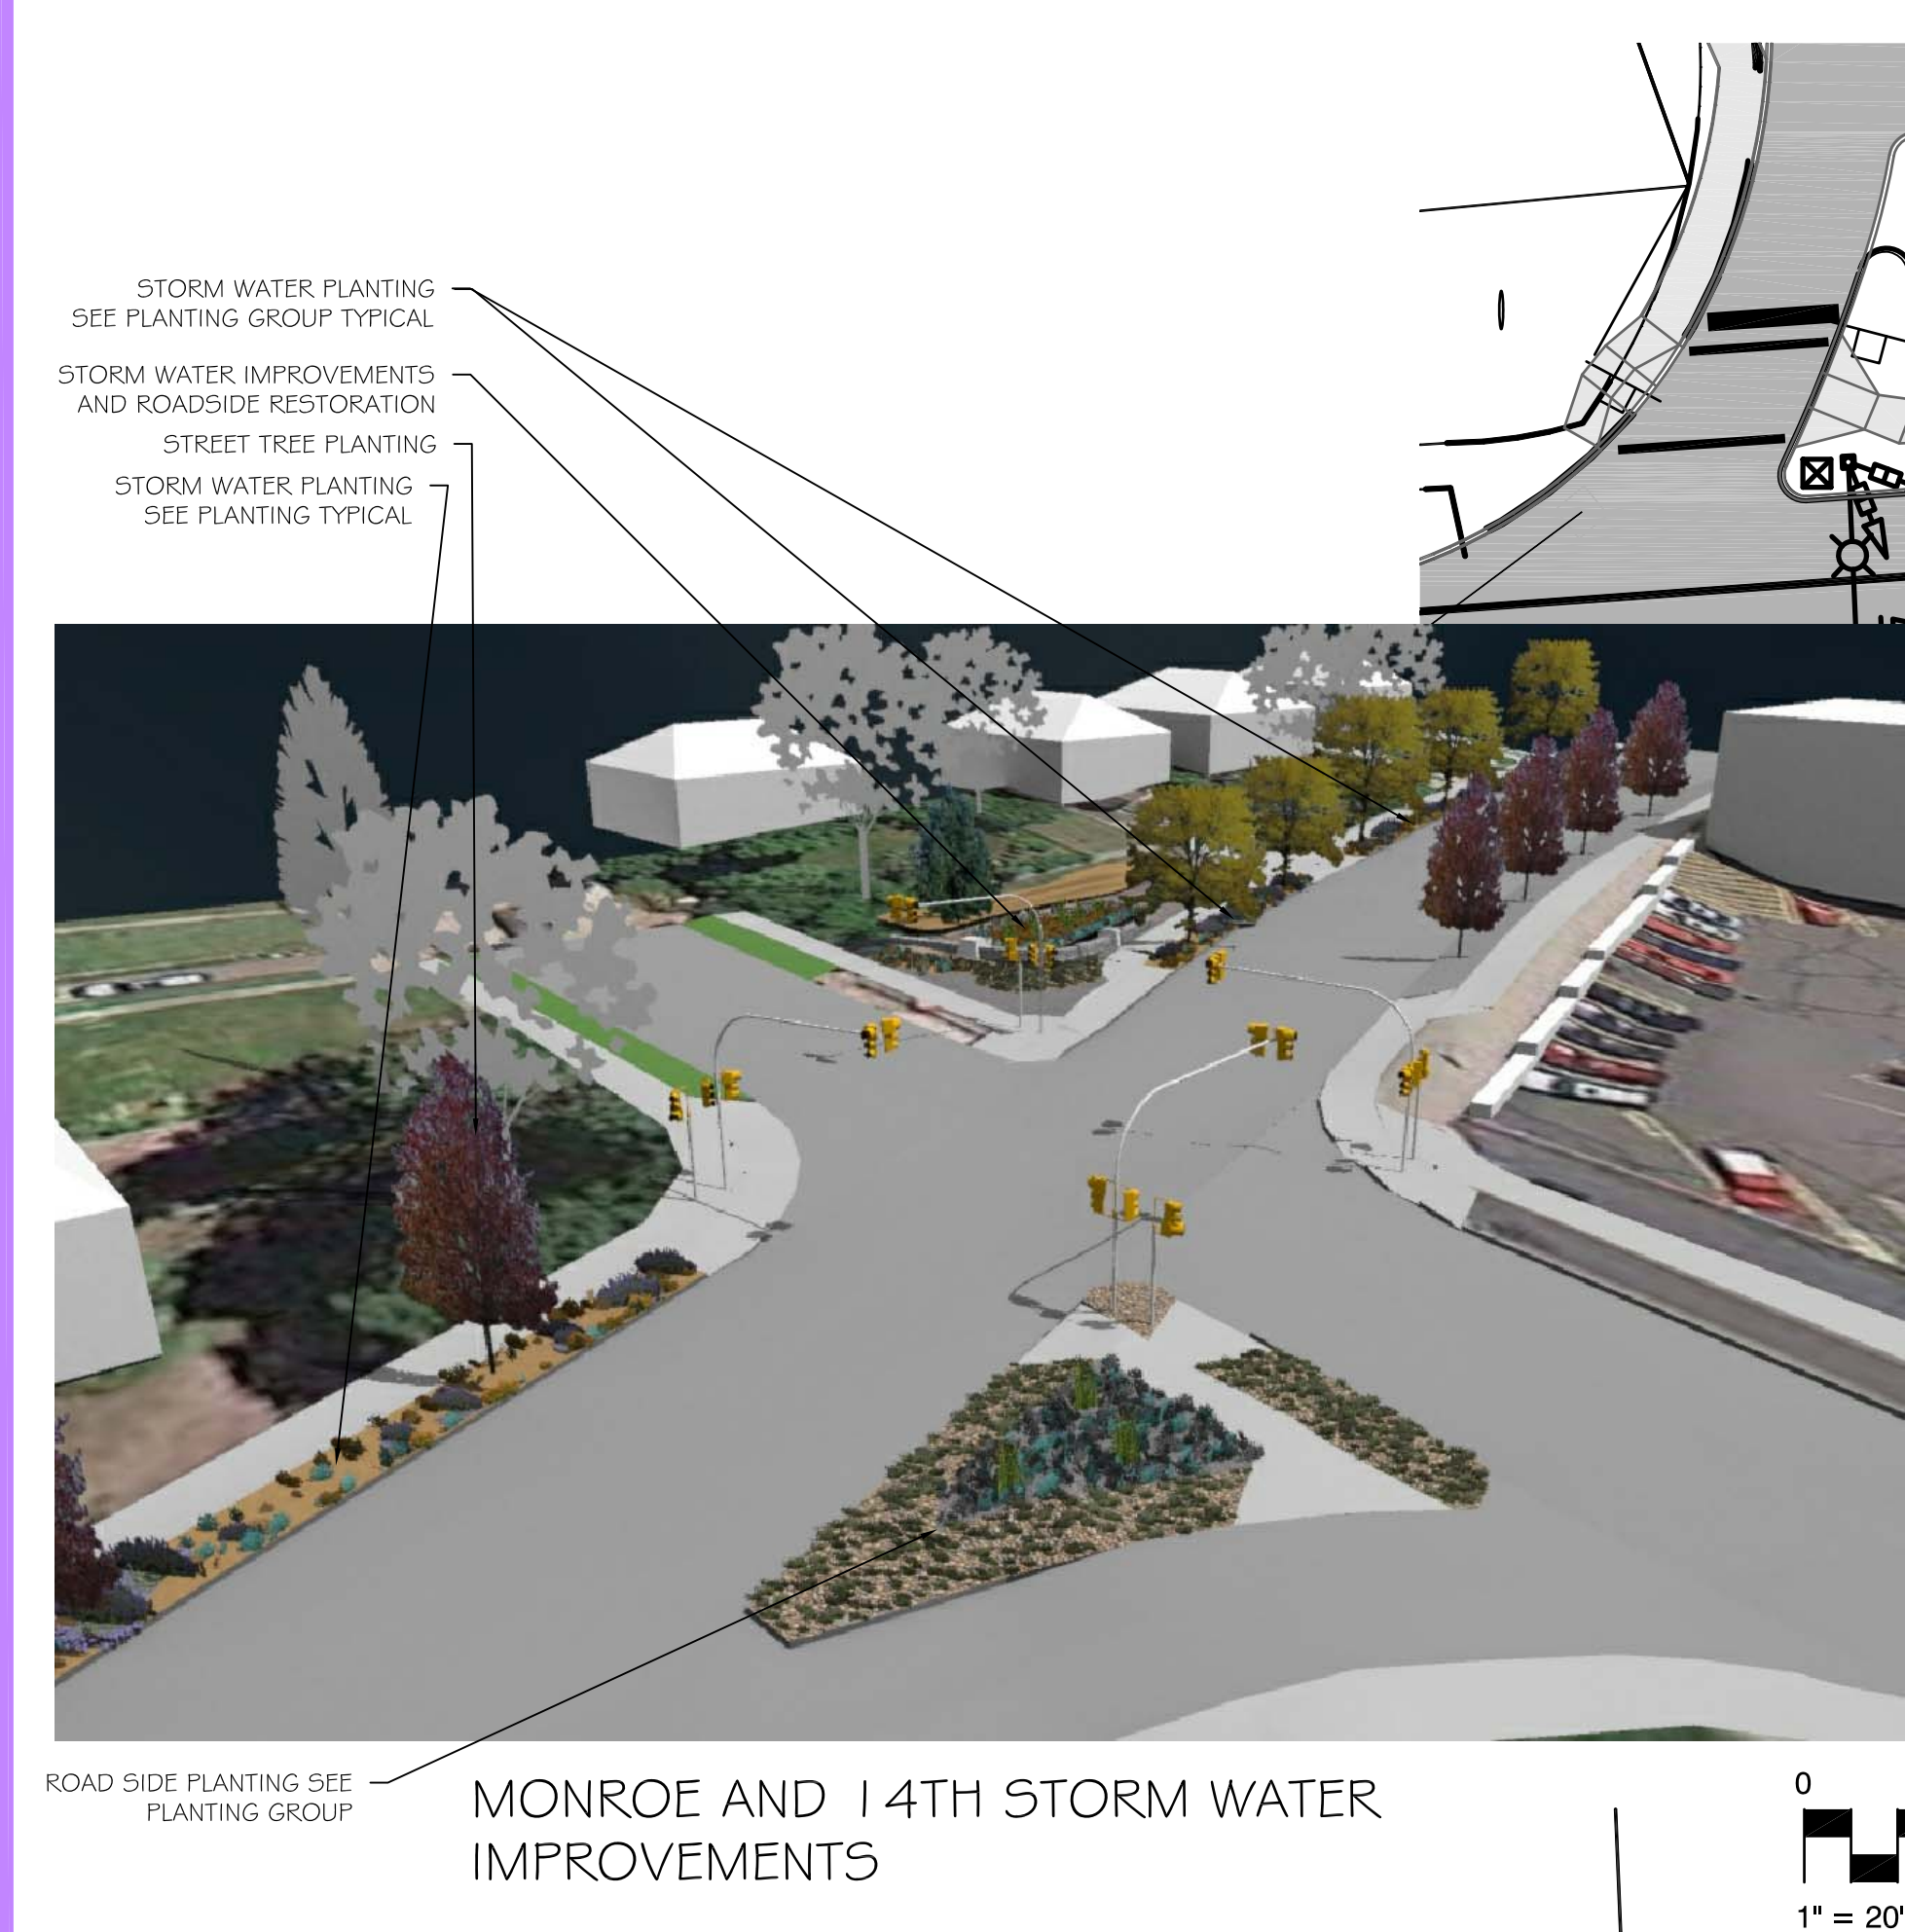 STORM WATER PLANTING
SEE PLANTING GROUP TYPICAL
STORM WATER IMPROVEMENTS
AND ROADSIDE RESTORATION
STREET TREE PLANTING
STORM WATER PLANTING
SEE PLANTING TYPICAL
ROAD SIDE PLANTING SEE
PLANTING GROUP
MONROE AND 14TH STORM WATER
IMPROVEMENTS
0
1" = 20'